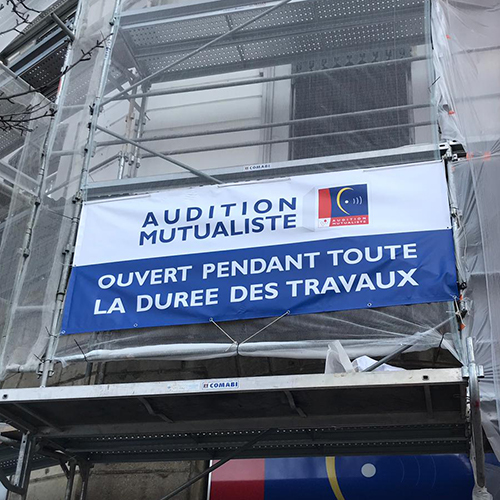 COMABI
AUDITION
MUTUALISTE
AUDITION
MUTUALISTE
OUVERT PENDANT TOUTE
LA DUREE DES TRAVAUX
COMABI